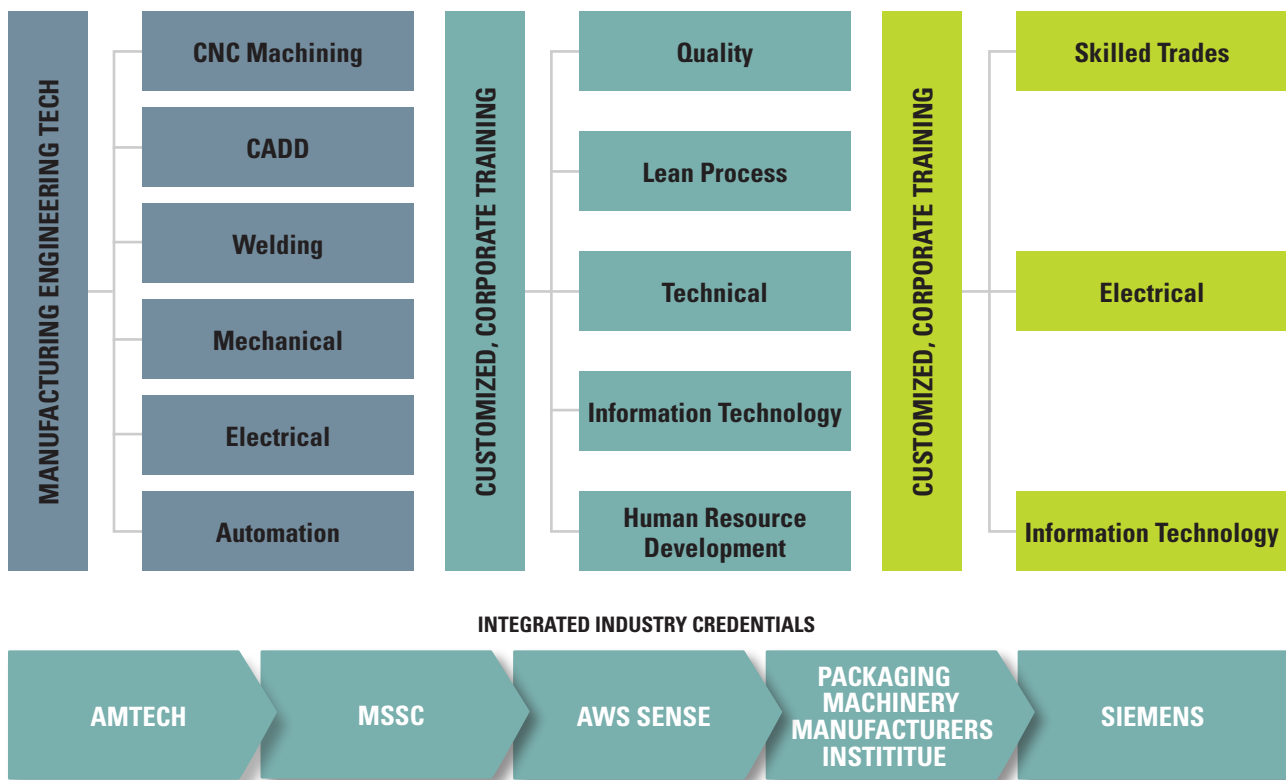 MANUFACTURING ENGINEERING TECH
CNC Machining
CADD
Welding
Mechanical
Electrical
Automation
CUSTOMIZED, CORPORATE TRAINING
Quality
Lean Process
Technical
Information Technology
Human Resource
Development
CUSTOMIZED, CORPORATE TRAINING
Skilled Trades
Electrical
Information Technology
INTEGRATED INDUSTRY CREDENTIALS
AMTECH
MSSC
AWS SENSE
PACKAGING
MACHINERY
MANUFACTURERS
INSTITITUE
SIEMENS